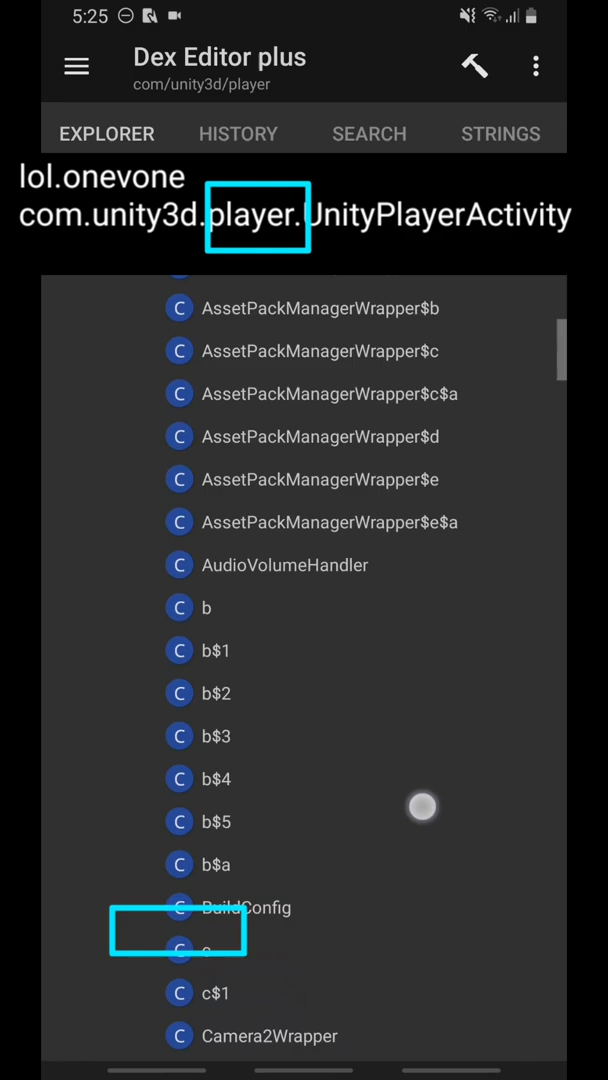 5:25
Dex Editor plus
com/unity3d/player
EXPLORER HISTORY SEARCH STRINGS
lol.onevone
com.unity3d.player.UnityPlayerActivity
C AssetPackManagerWrapper$b
C AssetPackManagerWrapper$c
C AssetPackManagerWrapper$c$a
C AssetPackManagerWrapper$d
C AssetPackManagerWrapper$e
C AssetPackManagerWrapper$e$a
C AudioVolumeHandler
C b
C b$1
C b$2
C b$3
C b$4
C b$5
C b$a
C BuildConfig
C c
C c$1
C Camera2Wrapper